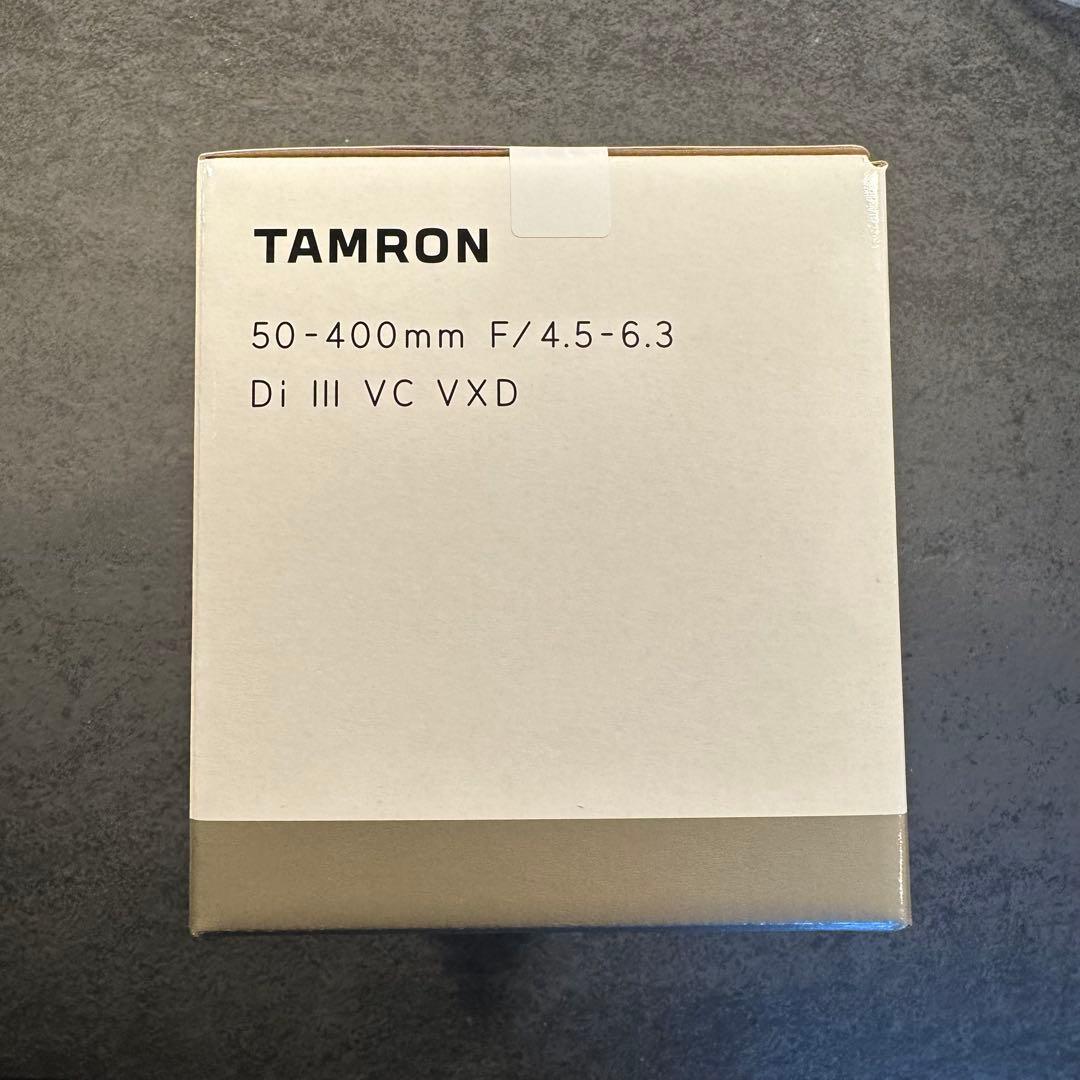 TAMRON
50-400mm F/4.5-6.3
Di III VC VXD